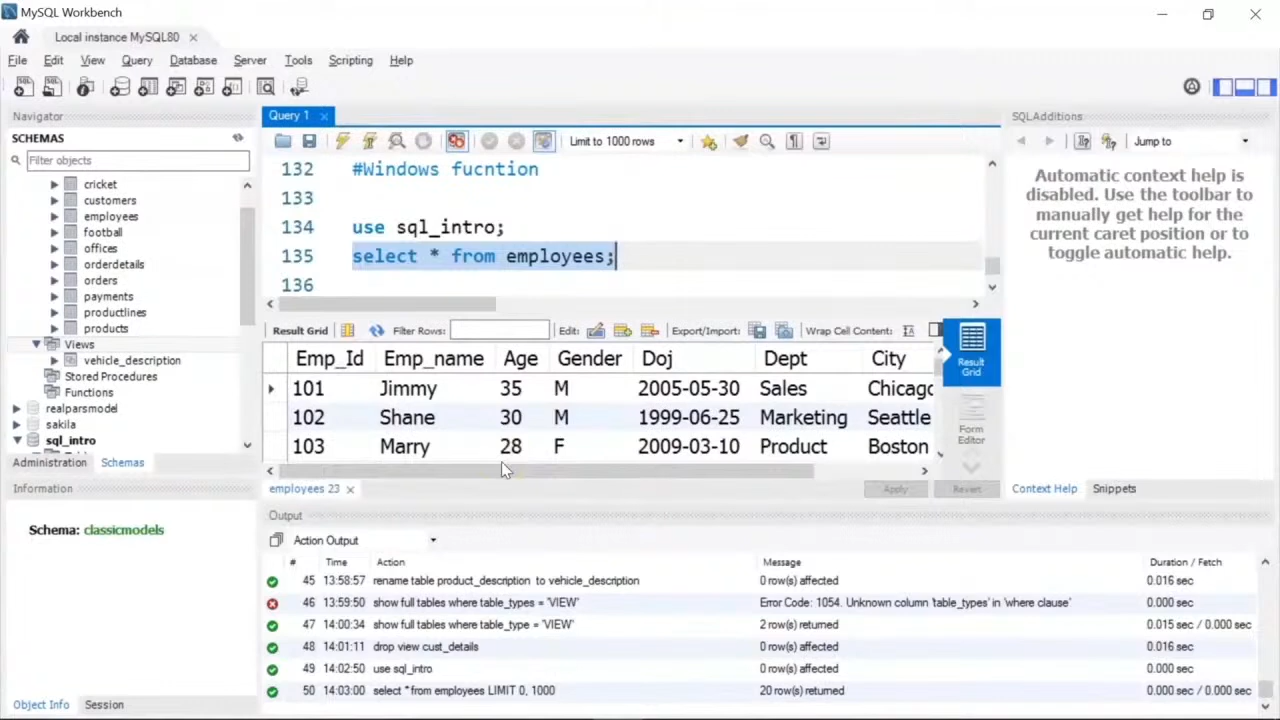 MySQL Workbench
Local instance MySQL80
File Edit View Query Database Server Tools Scripting Help
Navigator
SCHEMAS
Filter objects
cricket
customers
employees
football
offices
orderdetails
orders
payments
productlines
products
Views
vehicle_description
Stored Procedures
Functions
realparsmodel
sakila
sql_intro
Administration Schemas
Information
Schema: classicmodels
Object Info Session
Query 1
Limit to 1000 rows
132 #Windows fucntion
133
134 use sql_intro;
135 select * from employees;
136
Result Grid Filter Rows: Edit: Export/Import: Wrap Cell Content:
Emp_Id Emp_name Age Gender Doj Dept City
101 Jimmy 35 M 2005-05-30 Sales Chicago
102 Shane 30 M 1999-06-25 Marketing Seattle
103 Marry 28 F 2009-03-10 Product Boston
Result
Grid
Form
Editor
employees 23 Apply Revert
Output
Action Output
# Time Action Message Duration / Fetch
45 13:58:57 rename table product_description to vehicle_description 0 row(s) affected 0.016 sec
46 13:59:50 show full tables where table_types = 'VIEW' Error Code: 1054. Unknown column 'table_types' in 'where clause' 0.000 sec
47 14:00:34 show full tables where table_type = 'VIEW' 2 row(s) returned 0.015 sec / 0.000 sec
48 14:01:11 drop view cust_details 0 row(s) affected 0.016 sec
49 14:02:50 use sql_intro 0 row(s) affected 0.000 sec
50 14:03:00 select * from employees LIMIT 0, 1000 20 row(s) returned 0.000 sec / 0.000 sec
SQLAdditions
Jump to
Automatic context help is
disabled. Use the toolbar to
manually get help for the
current caret position or to
toggle automatic help.
Context Help Snippets